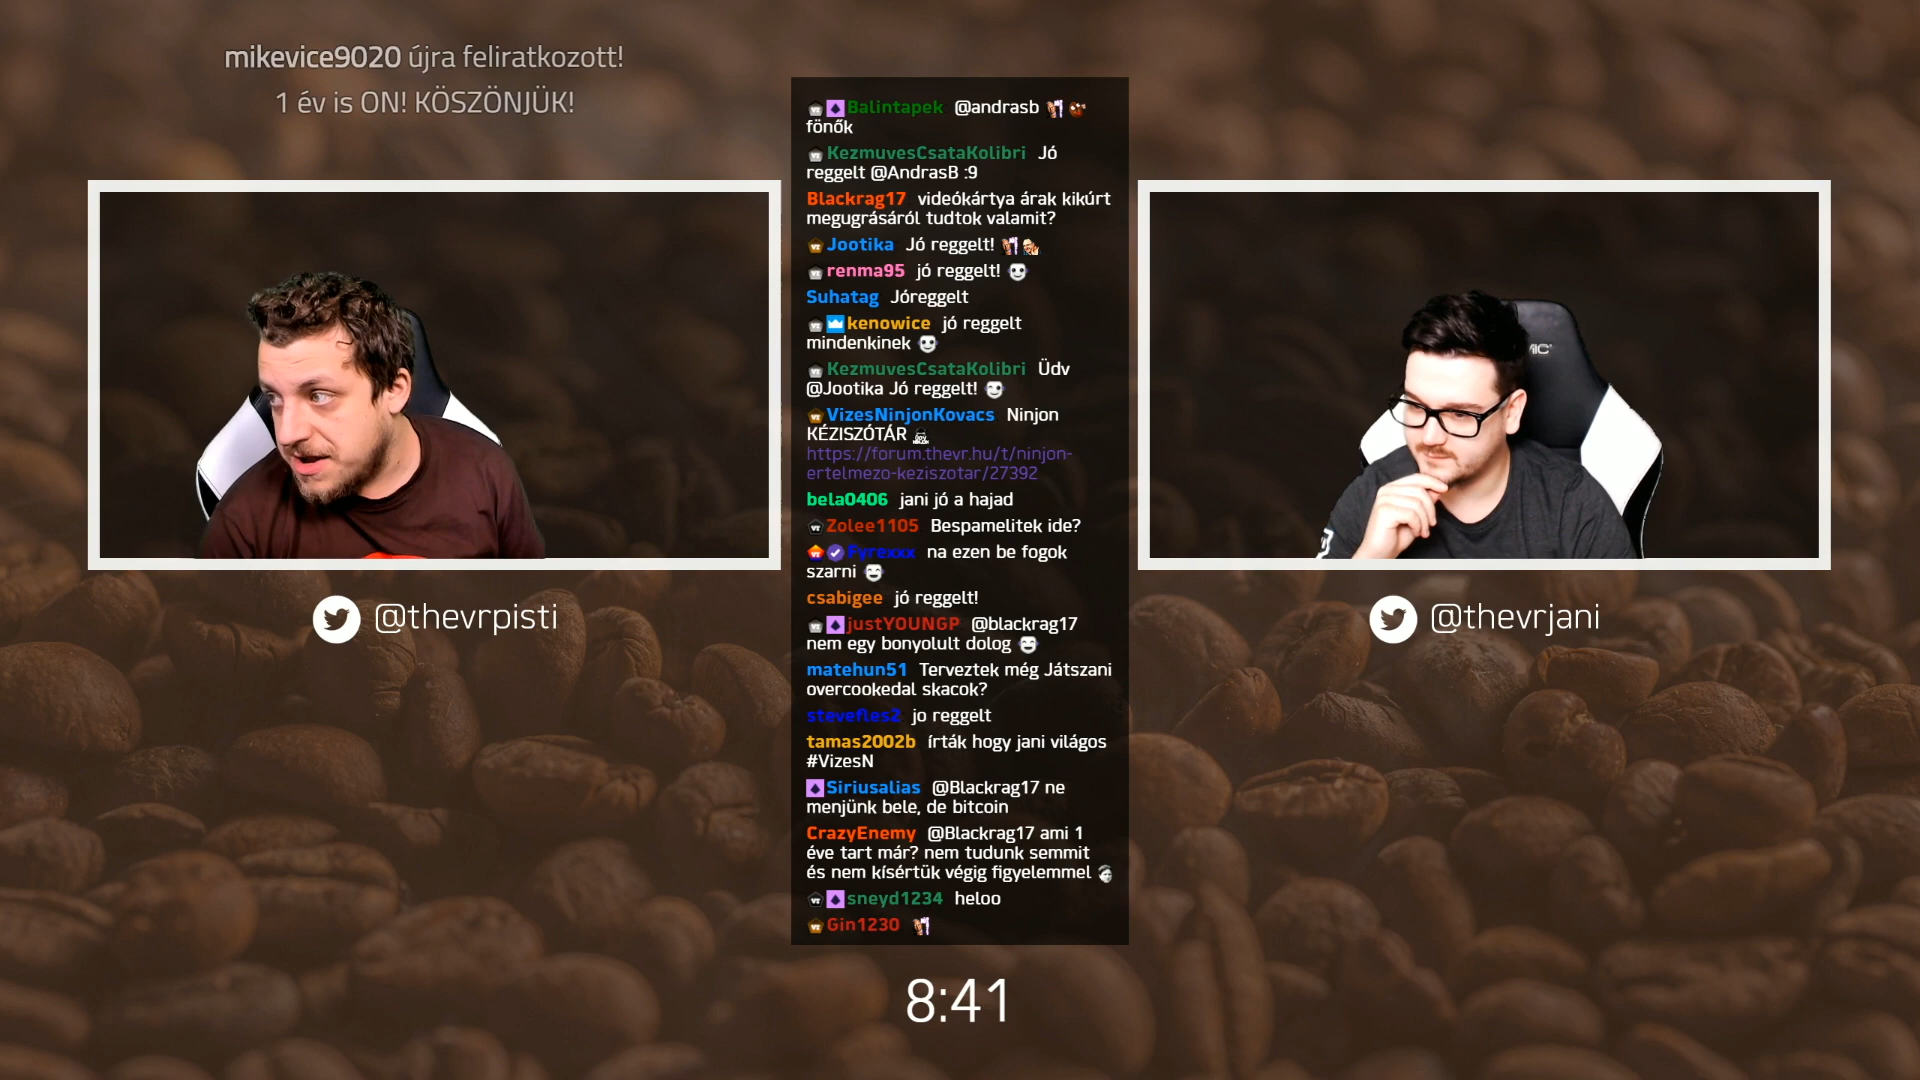 mikevice9020 újra feliratkozott!
1 év is ON! KÖSZÖNJÜK!
Balintapek @andrasb
fönők
KezmuvesCsataKolibri Jó
reggelt @AndrasB :9
Blackrag17 videókártya árak kikúrt
megugrásáról tudtok valamit?
Jootika Jó reggelt!
renma95 jó reggelt!
Suhatag Jóreggelt
kenowice jó reggelt
mindenkinek
KezmuvesCsataKolibri Üdv
@Jootika Jó reggelt!
VizesNinjonKovacs Ninjon
KÉZISZÓTÁR
https://forum.thevr.hu/t/ninjon-
ertelmezo-keziszotar/27392
bela0406 jani jó a hajad
Zolee1105 Bespamelitek ide?
Fyrexxx na ezen be fogok
szarni
csabigee jó reggelt!
justYOUNGP @blackrag17
nem egy bonyolult dolog
matehun51 Terveztek még Játszani
overcookedal skacok?
stevefles2 jo reggelt
tamas2002b írták hogy jani világos
#VizesN
Siriusalias @Blackrag17 ne
menjünk bele, de bitcoin
CrazyEnemy @Blackrag17 ami 1
éve tart már? nem tudunk semmit
és nem kísértük végig figyelemmel
sneyd1234 heloo
Gin1230
@thevrpisti
@thevrjani
8:41